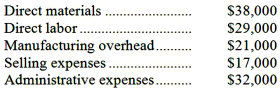 Direct materials ........................ $38,000
Direct labor ............................... $29,000
Manufacturing overhead .......... $21,000
Selling expenses ....................... $17,000
Administrative expenses .......... $32,000